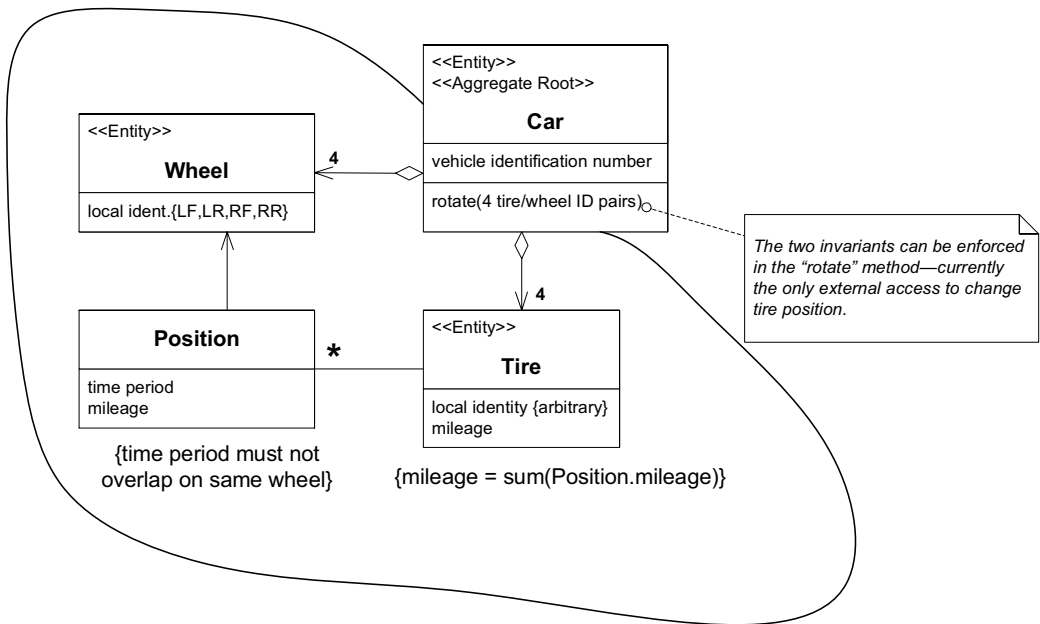 <<Entity>>
<<Aggregate Root>>
Car
vehicle identification number
rotate(4 tire/wheel ID pairs)
<<Entity>>
Wheel
local ident.{LF,LR,RF,RR}
4
The two invariants can be enforced
in the “rotate” method—currently
the only external access to change
tire position.
4
Position
time period
mileage
*
<<Entity>>
Tire
local identity {arbitrary}
mileage
{time period must not
overlap on same wheel}
{mileage = sum(Position.mileage)}